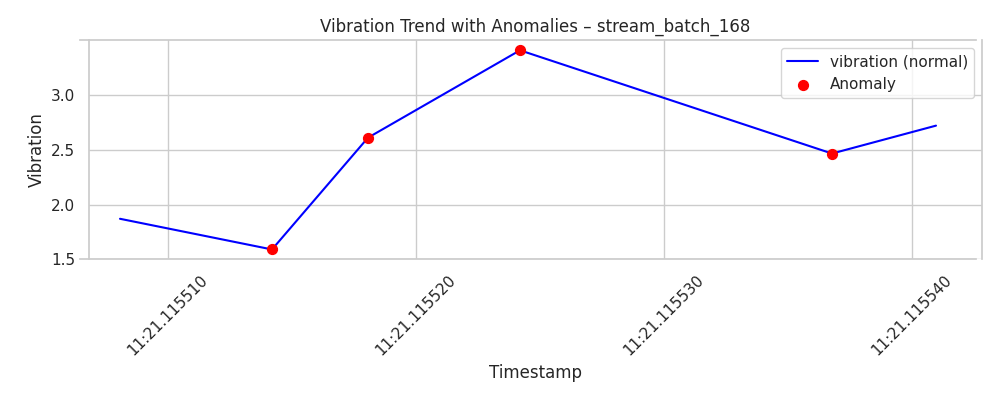 Vibration Trend with Anomalies – stream_batch_168
vibration (normal)
Anomaly
Vibration
3.0
2.5
2.0
1.5
11:21.115510
11:21.115520
11:21.115530
11:21.115540
Timestamp